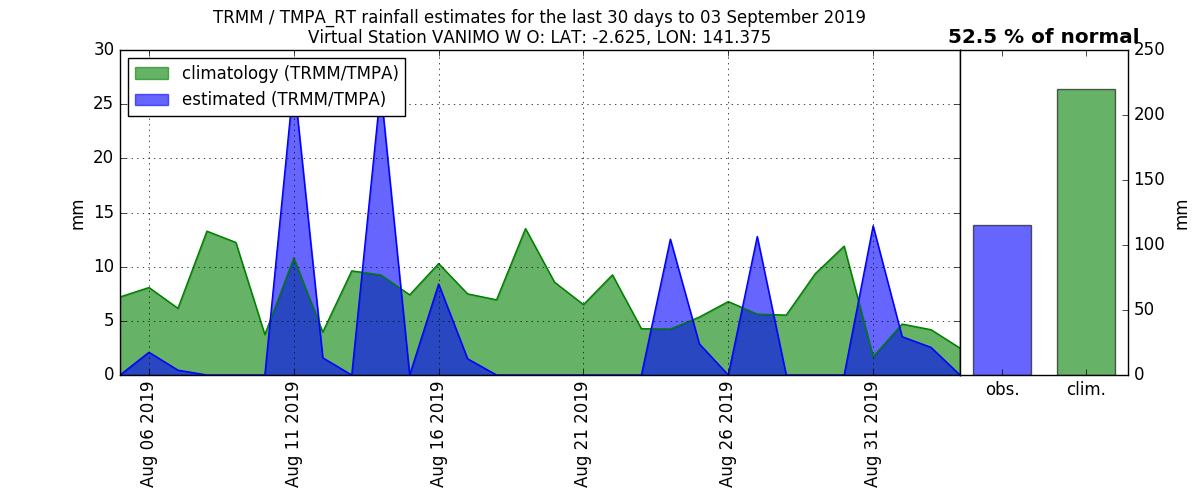 TRMM / TMPA_RT rainfall estimates for the last 30 days to 03 September 2019
Virtual Station VANIMO W O: LAT: -2.625, LON: 141.375
52.5 % of normal
climatology (TRMM/TMPA)
estimated (TRMM/TMPA)
30
25
20
15
10
5
0
mm
Aug 06 2019
Aug 11 2019
Aug 16 2019
Aug 21 2019
Aug 26 2019
Aug 31 2019
obs.
clim.
250
200
150
100
50
0
mm